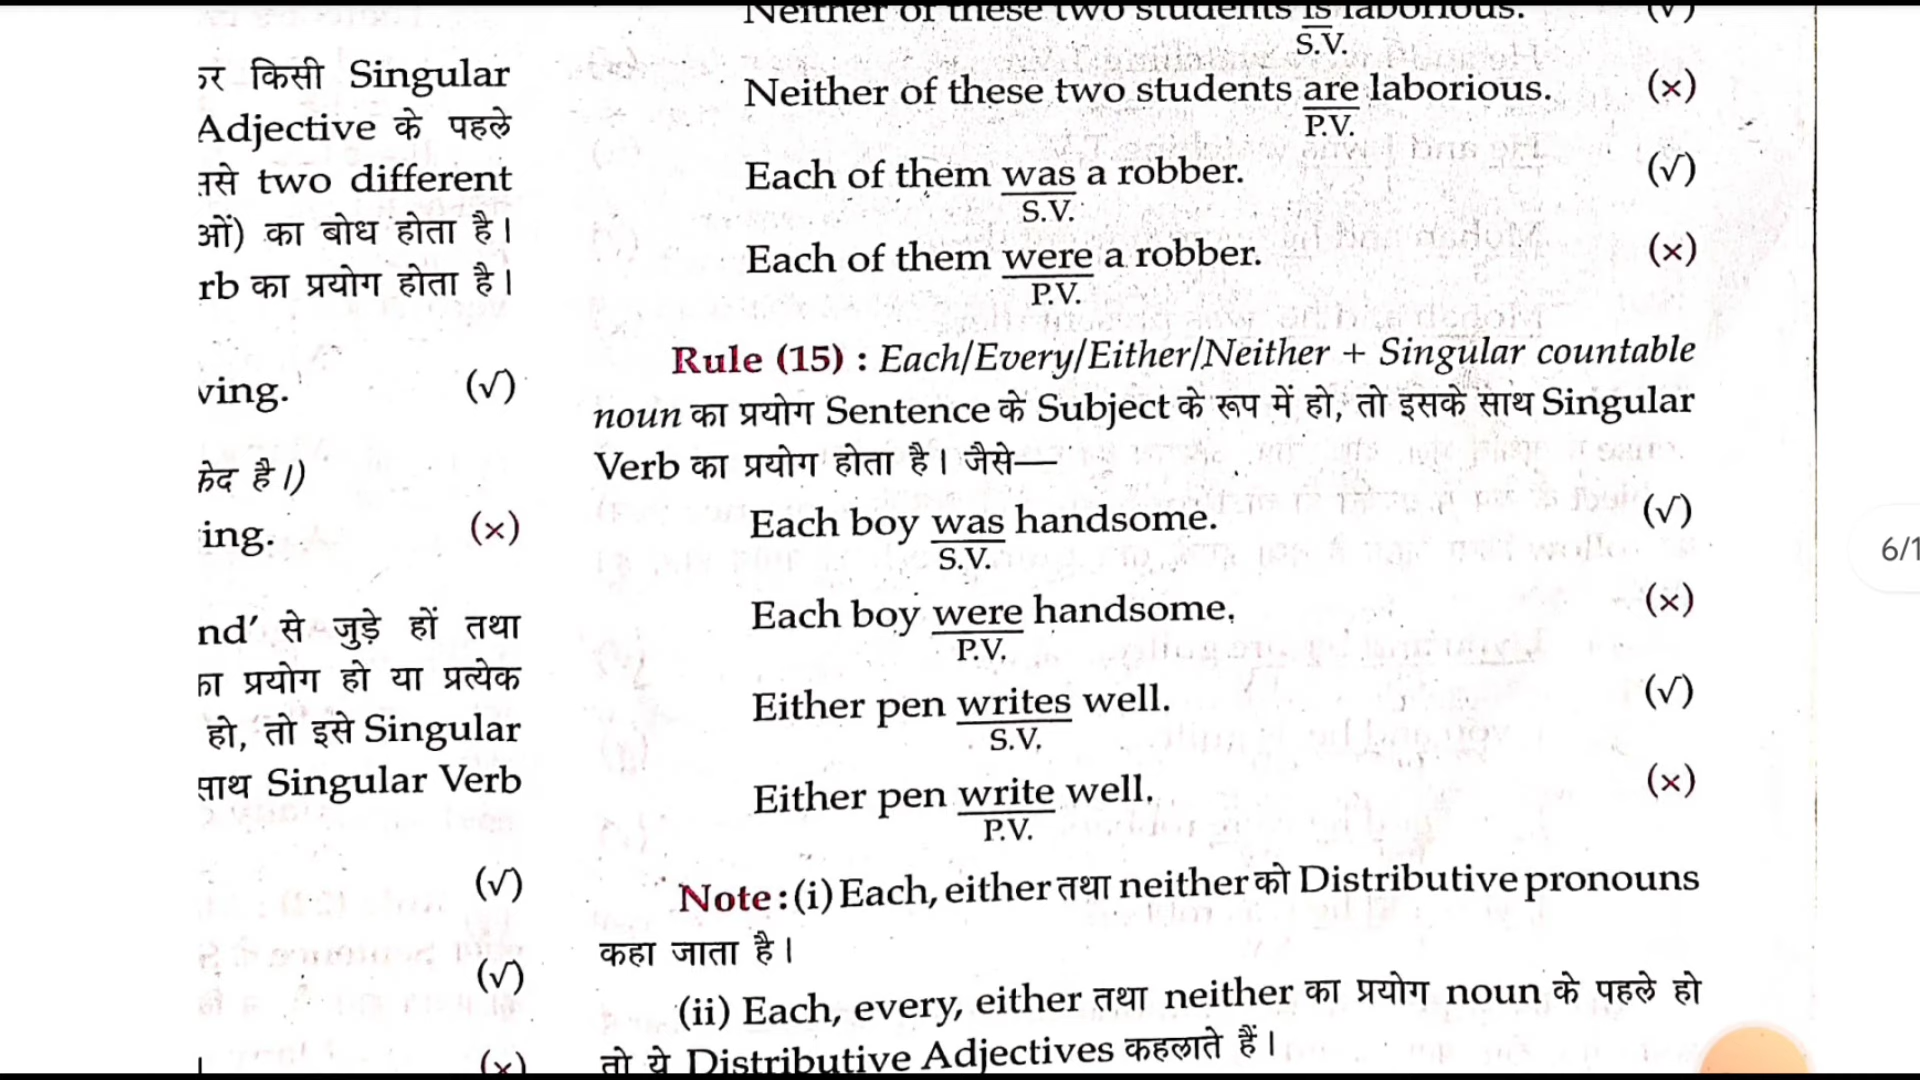 र किसी Singular
Adjective के पहले
से two different
ओं) का बोध होता है।
rb का प्रयोग होता है।
ving. (√)
है।)
ing. (×)
nd' से जुड़े हों तथा
का प्रयोग हो या प्रत्येक
हो, तो इसे Singular
साथ Singular Verb
(√)
(√)
(×)
Neither of these two students is laborious. (√)
S.V.
Neither of these two students are laborious. (×)
P.V.
Each of them was a robber. (√)
S.V.
Each of them were a robber. (×)
P.V.
Rule (15) : Each/Every/Either/Neither + Singular countable
noun का प्रयोग Sentence के Subject के रूप में हो, तो इसके साथ Singular
Verb का प्रयोग होता है। जैसे—
Each boy was handsome. (√)
S.V.
Each boy were handsome. (×)
P.V.
Either pen writes well. (√)
S.V.
Either pen write well. (×)
P.V.
Note : (i) Each, either तथा neither को Distributive pronouns
कहा जाता है।
(ii) Each, every, either तथा neither का प्रयोग noun के पहले हो
तो ये Distributive Adjectives कहलाते हैं।
6/1